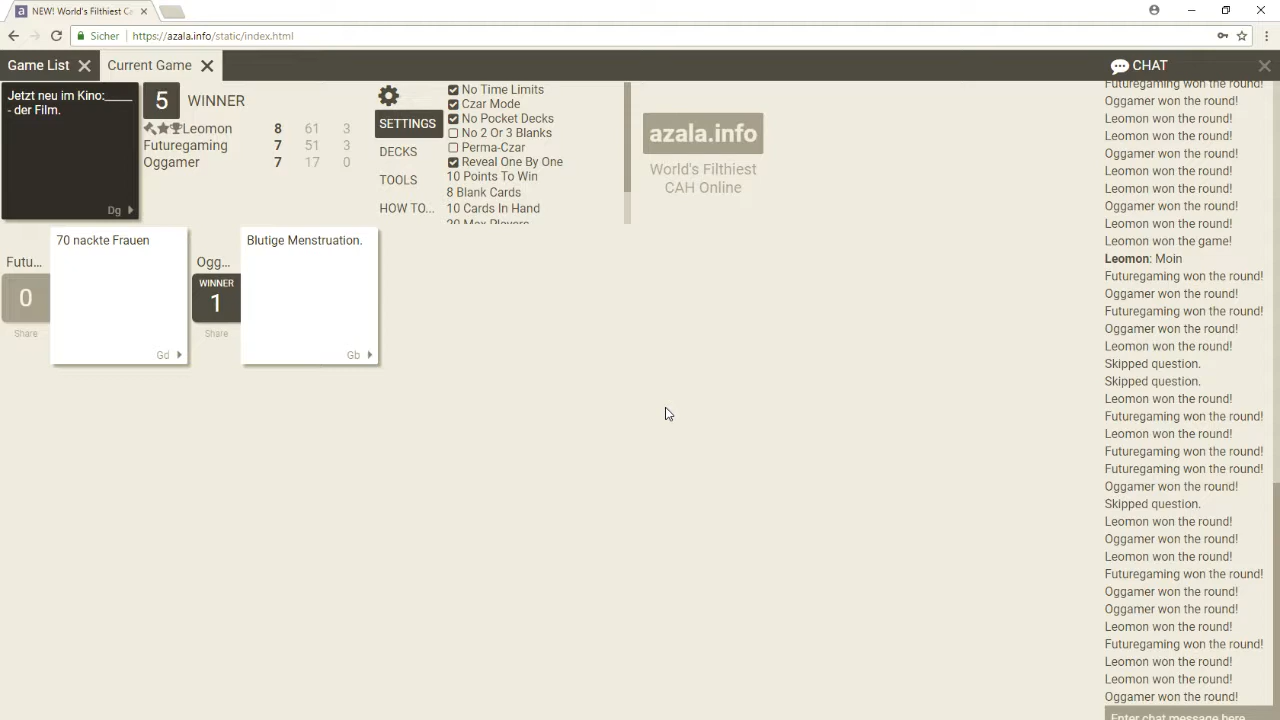 NEW! World's Filthiest C
Sicher
https://azala.info/static/index.html
Game List
Current Game
CHAT
Jetzt neu im Kino:_____
- der Film.
Dg
5 WINNER
Leomon 8 61 3
Futuregaming 7 51 3
Oggamer 7 17 0
SETTINGS
DECKS
TOOLS
HOW TO...
No Time Limits
Czar Mode
No Pocket Decks
No 2 Or 3 Blanks
Perma-Czar
Reveal One By One
10 Points To Win
8 Blank Cards
10 Cards In Hand
20 Max Players
azala.info
World's Filthiest
CAH Online
Futu...
0
Share
70 nackte Frauen
Gd
Ogg...
WINNER
1
Share
Blutige Menstruation.
Gb
Futuregaming won the round!
Oggamer won the round!
Leomon won the round!
Leomon won the round!
Oggamer won the round!
Leomon won the round!
Leomon won the round!
Oggamer won the round!
Leomon won the round!
Leomon won the game!
Leomon: Moin
Futuregaming won the round!
Oggamer won the round!
Futuregaming won the round!
Oggamer won the round!
Leomon won the round!
Skipped question.
Skipped question.
Leomon won the round!
Futuregaming won the round!
Leomon won the round!
Futuregaming won the round!
Futuregaming won the round!
Oggamer won the round!
Skipped question.
Leomon won the round!
Oggamer won the round!
Leomon won the round!
Futuregaming won the round!
Oggamer won the round!
Oggamer won the round!
Leomon won the round!
Futuregaming won the round!
Leomon won the round!
Leomon won the round!
Oggamer won the round!
Enter chat message here